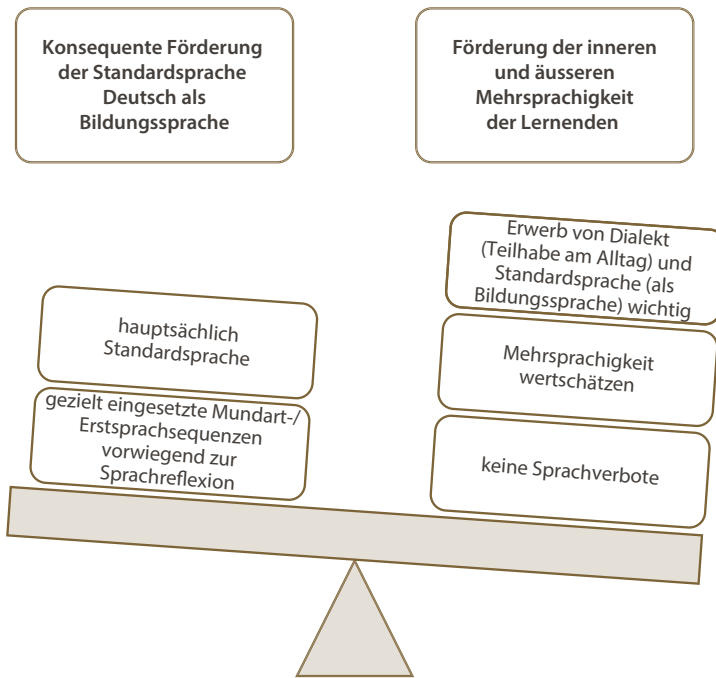 Konsequente Förderung
der Standardsprache
Deutsch als
Bildungssprache
Förderung der inneren
und äusseren
Mehrsprachigkeit
der Lernenden
hauptsächlich
Standardsprache
gezielt eingesetzte Mundart-/
Erstsprachsequenzen
vorwiegend zur
Sprachreflexion
Erwerb von Dialekt
(Teilhabe am Alltag) und
Standardsprache (als
Bildungssprache) wichtig
Mehrsprachigkeit
wertschätzen
keine Sprachverbote